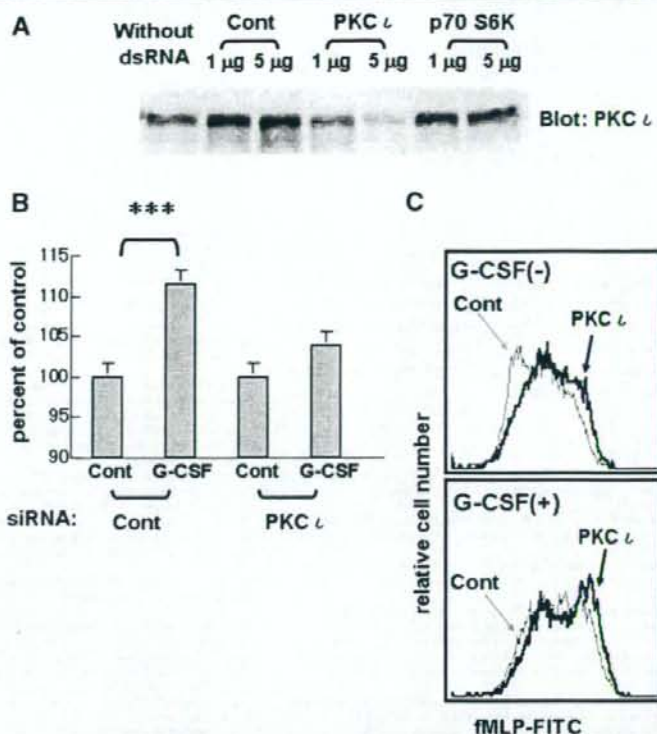 A
Without dsRNA
Cont
PKC ι
p70 S6K
1 μg 5 μg 1 μg 5 μg 1 μg 5 μg
Blot: PKC ι
B
***
percent of control
115
110
105
100
95
90
Cont G-CSF Cont G-CSF
siRNA: Cont PKC ι
C
relative cell number
G-CSF(-)
Cont
PKC ι
G-CSF(+)
Cont
PKC ι
fMLP-FITC